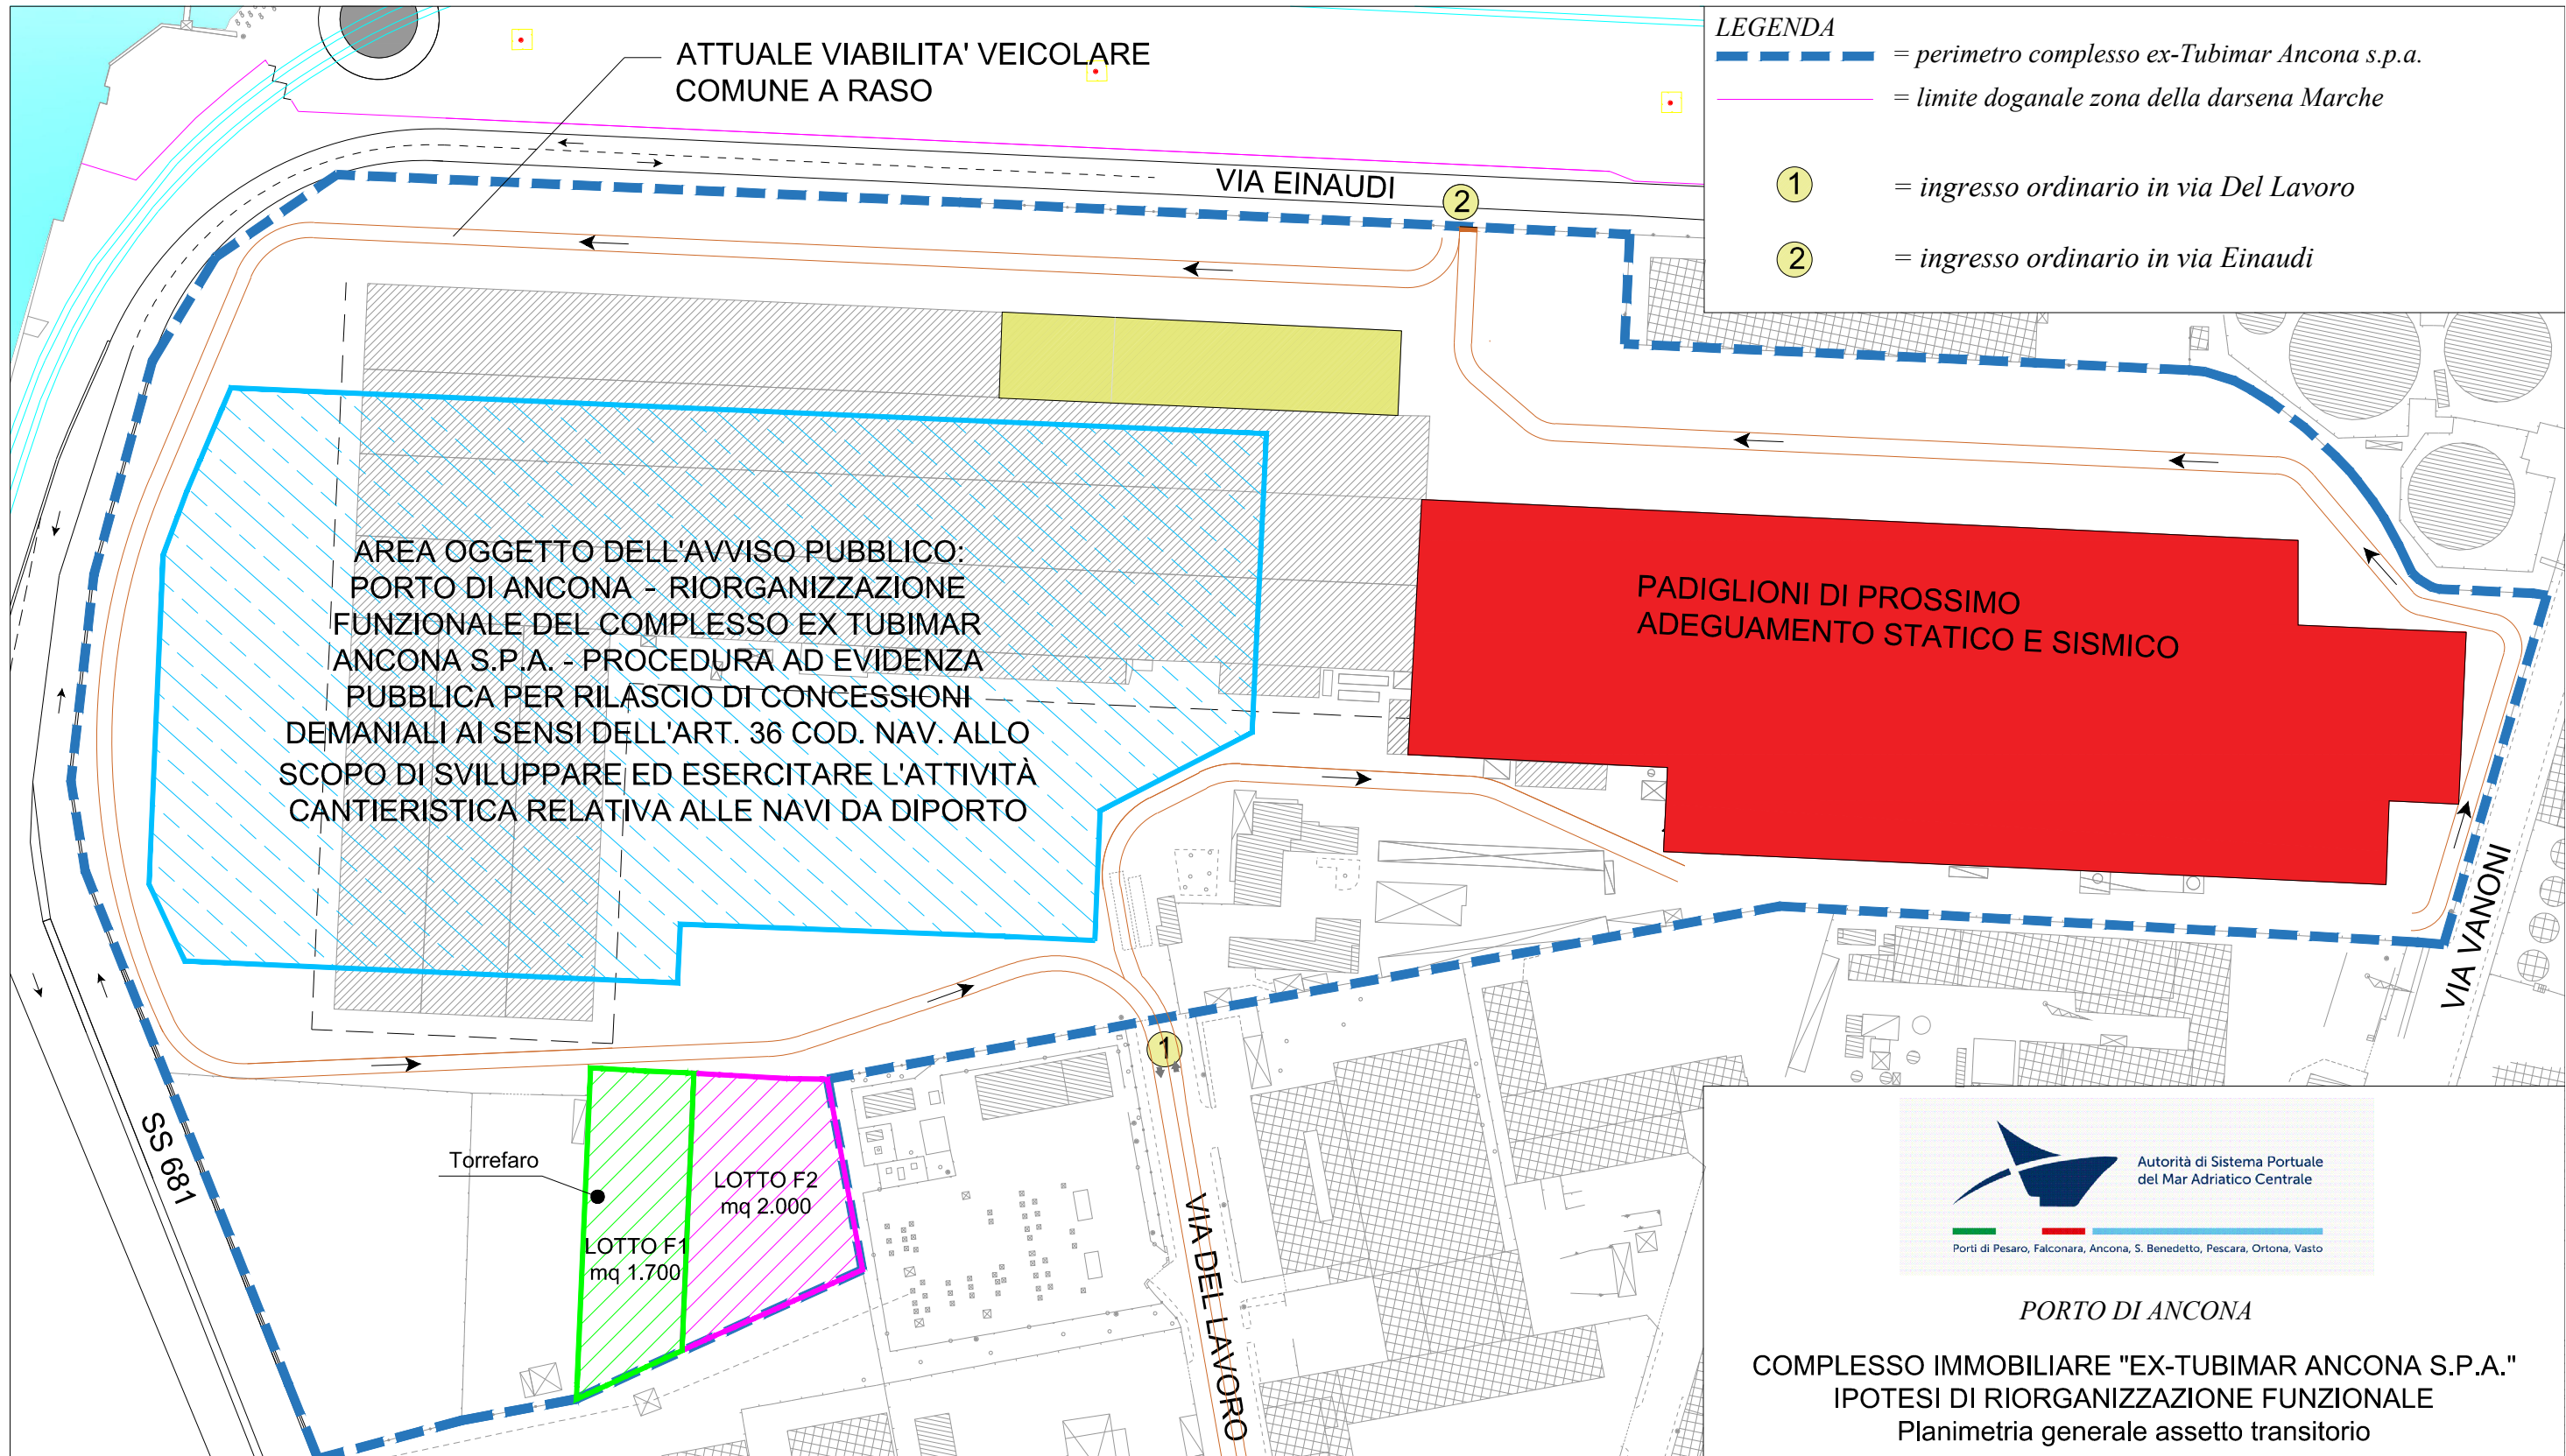 ATTUALE VIABILITA' VEICOLARE
COMUNE A RASO
LEGENDA
= perimetro complesso ex-Tubimar Ancona s.p.a.
= limite doganale zona della darsena Marche
1 = ingresso ordinario in via Del Lavoro
2 = ingresso ordinario in via Einaudi
VIA EINAUDI
2
AREA OGGETTO DELL'AVVISO PUBBLICO:
PORTO DI ANCONA - RIORGANIZZAZIONE
FUNZIONALE DEL COMPLESSO EX TUBIMAR
ANCONA S.P.A. - PROCEDURA AD EVIDENZA
PUBBLICA PER RILASCIO DI CONCESSIONI
DEMANIALI AI SENSI DELL'ART. 36 COD. NAV. ALLO
SCOPO DI SVILUPPARE ED ESERCITARE L'ATTIVITÀ
CANTIERISTICA RELATIVA ALLE NAVI DA DIPORTO
PADIGLIONI DI PROSSIMO
ADEGUAMENTO STATICO E SISMICO
VIA VANONI
1
SS 681
Torrefaro
LOTTO F2
mq 2.000
LOTTO F1
mq 1.700
VIA DEL LAVORO
Autorità di Sistema Portuale
del Mar Adriatico Centrale
Porti di Pesaro, Falconara, Ancona, S. Benedetto, Pescara, Ortona, Vasto
PORTO DI ANCONA
COMPLESSO IMMOBILIARE "EX-TUBIMAR ANCONA S.P.A."
IPOTESI DI RIORGANIZZAZIONE FUNZIONALE
Planimetria generale assetto transitorio